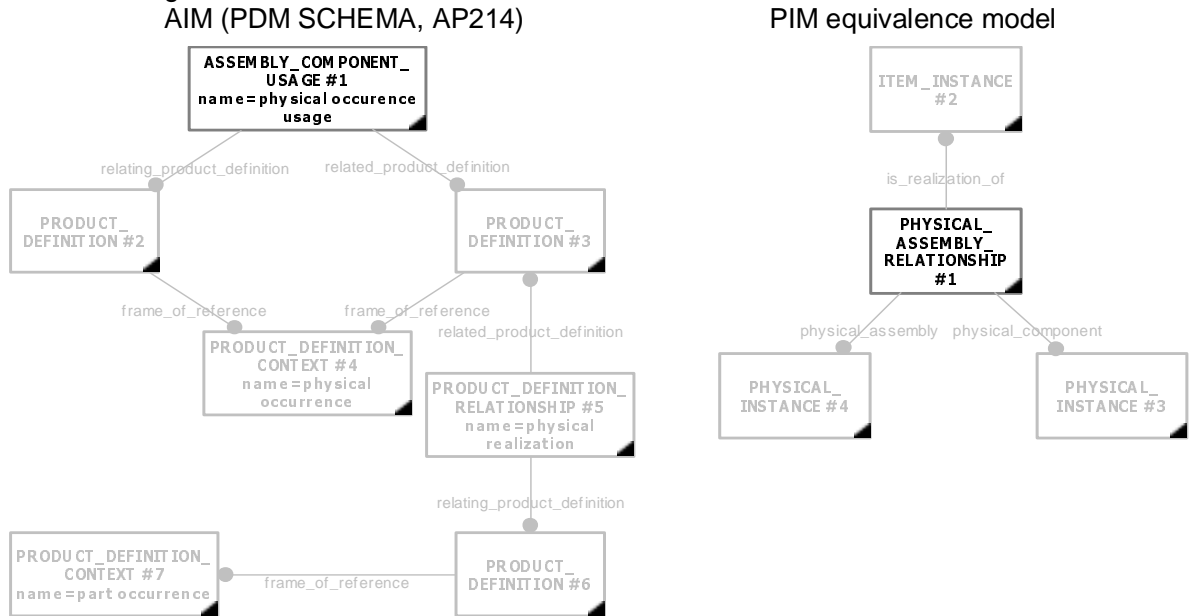 AIM (PDM SCHEMA, AP214)
ASSEMBLY_COMPONENT_
USAGE #1
name=physical occurence
usage
relating_product_definition
related_product_definition
PRODUCT_
DEFINITION #2
PRODUCT_
DEFINITION #3
frame_of_reference
frame_of_reference
related_product_definition
PRODUCT_DEFINITION_
CONTEXT #4
name=physical
occurrence
PRODUCT_DEFINITION_
RELATIONSHIP #5
name=physical
realization
relating_product_definition
PRODUCT_DEFINITION_
CONTEXT #7
name=part occurrence
frame_of_reference
PRODUCT_
DEFINITION #6
PIM equivalence model
ITEM_INSTANCE
#2
is_realization_of
PHYSICAL_
ASSEMBLY_
RELATIONSHIP
#1
physical_assembly
physical_component
PHYSICAL_
INSTANCE #4
PHYSICAL_
INSTANCE #3